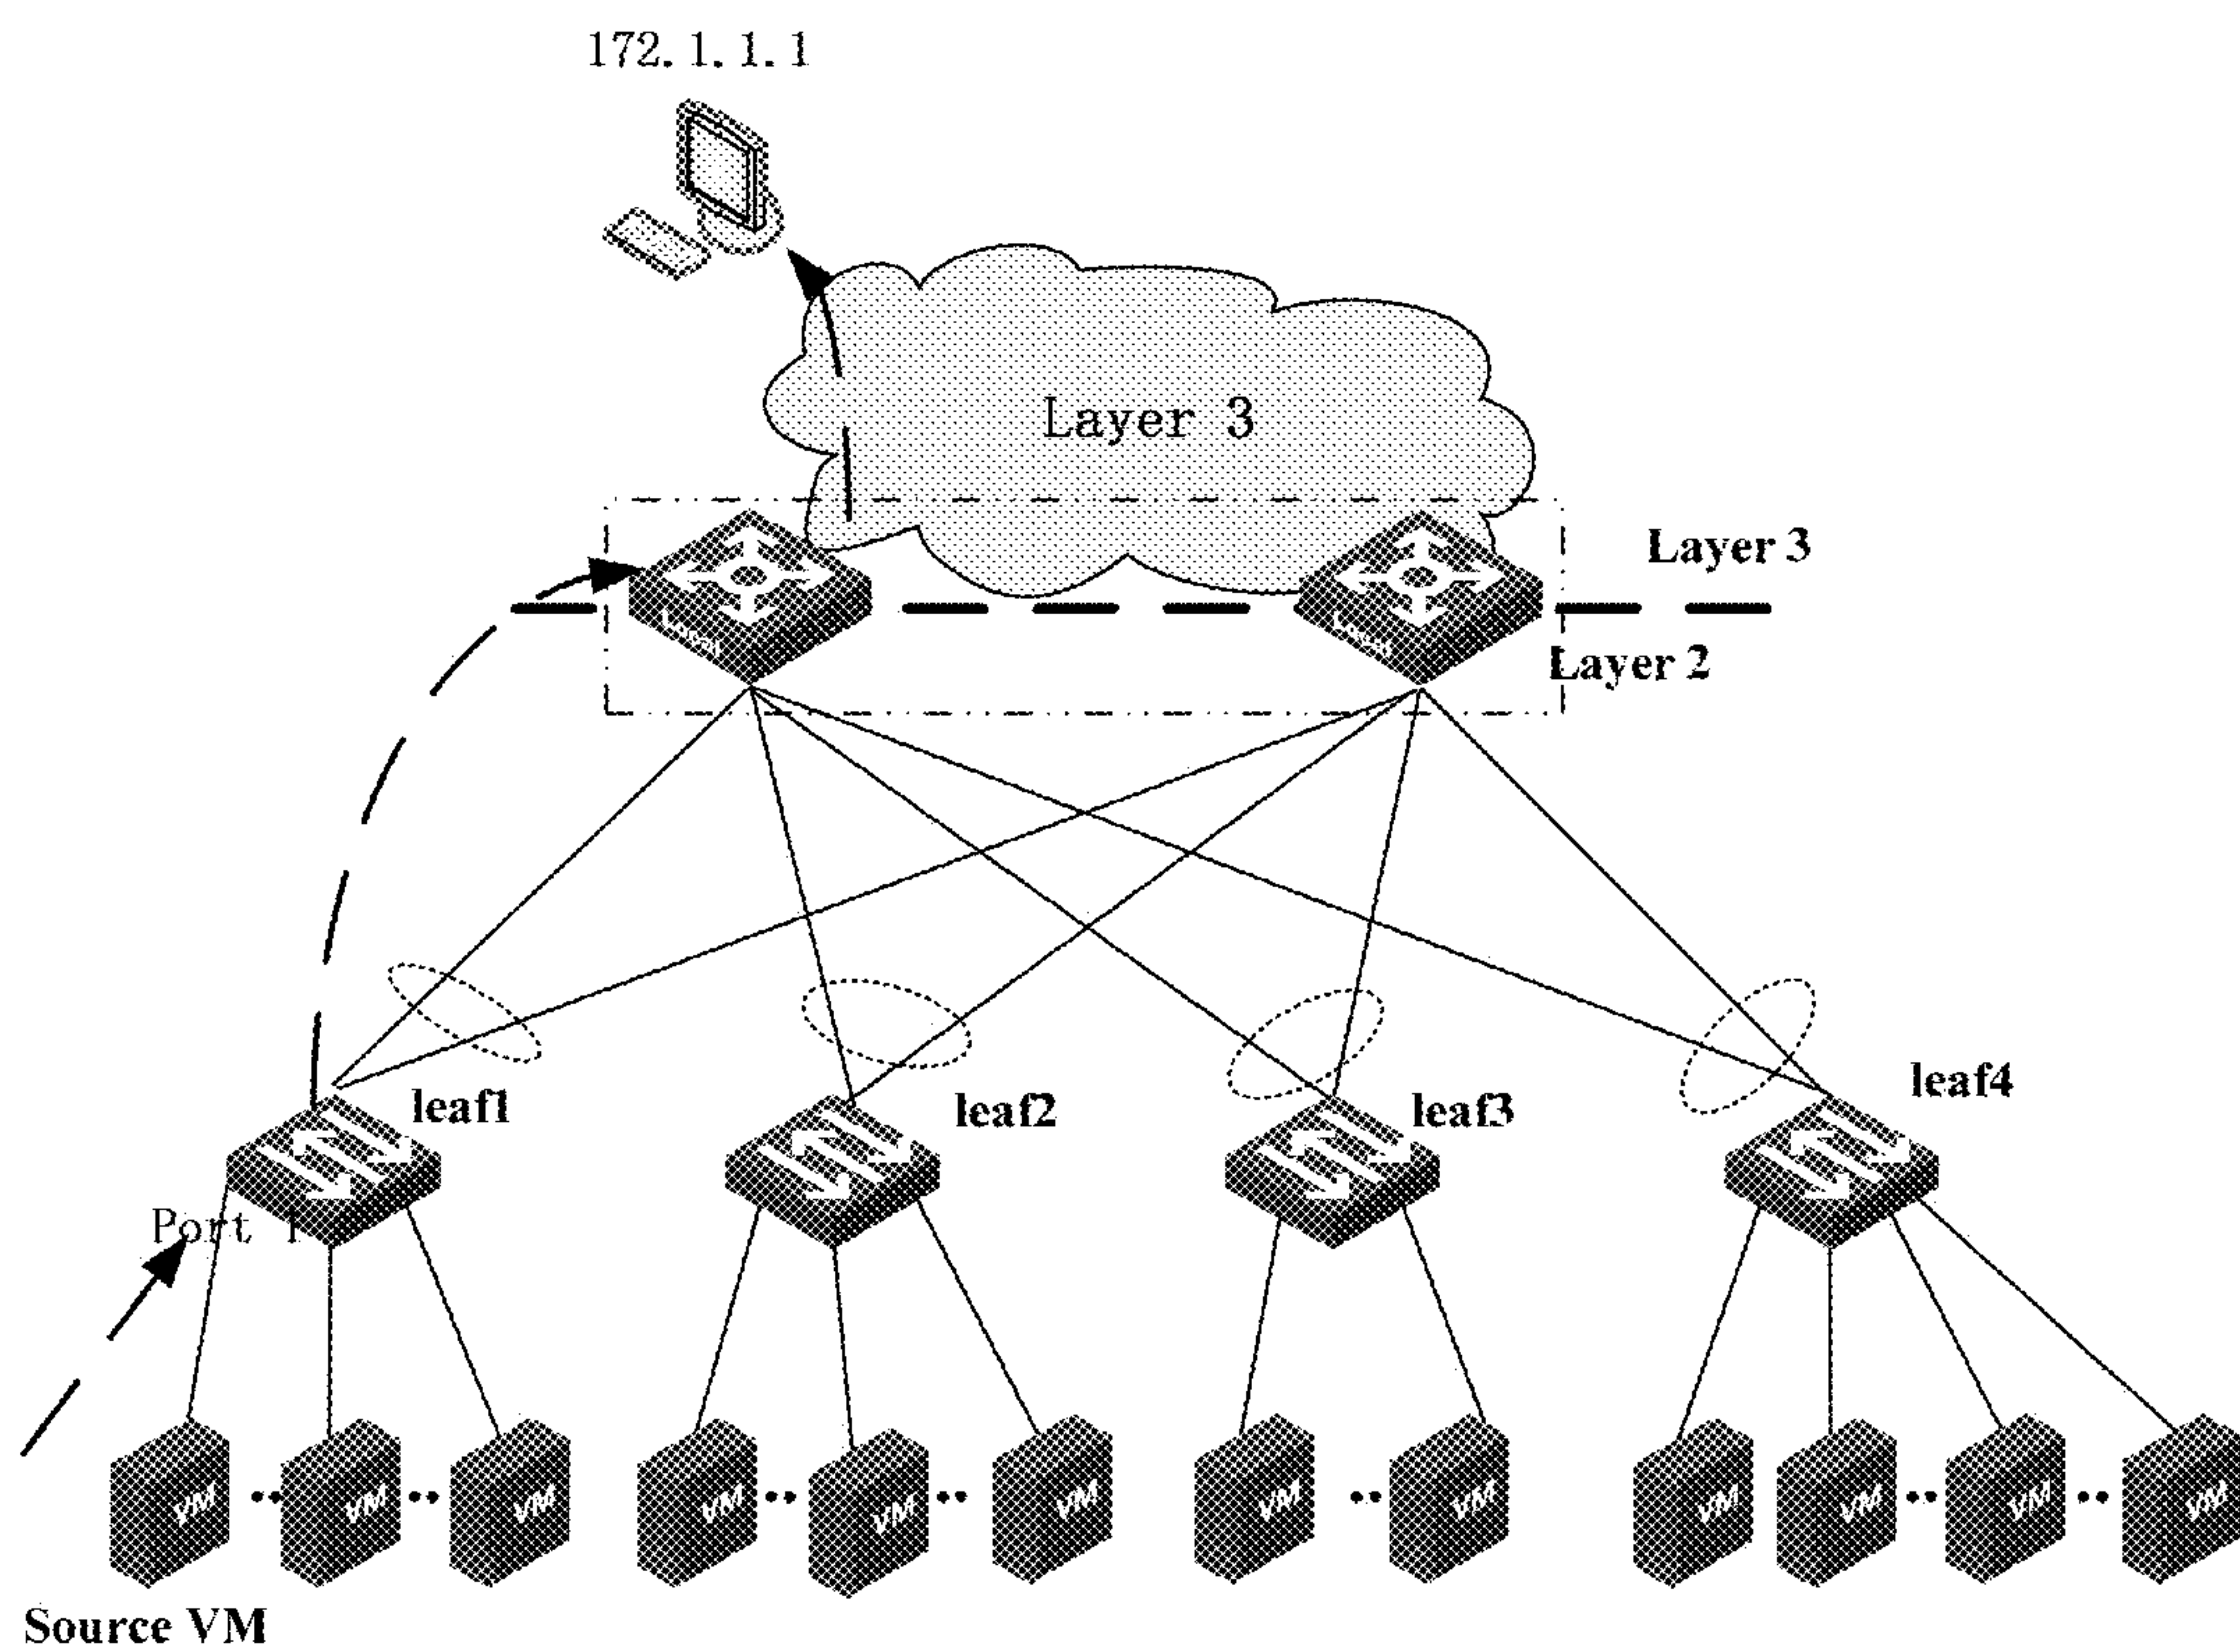 172. 1. 1. 1
Layer 3
Layer 3
Layer 2
leaf1
leaf2
leaf3
leaf4
Port 1
VM
VM
VM
VM
VM
VM
VM
VM
VM
VM
VM
VM
Source VM